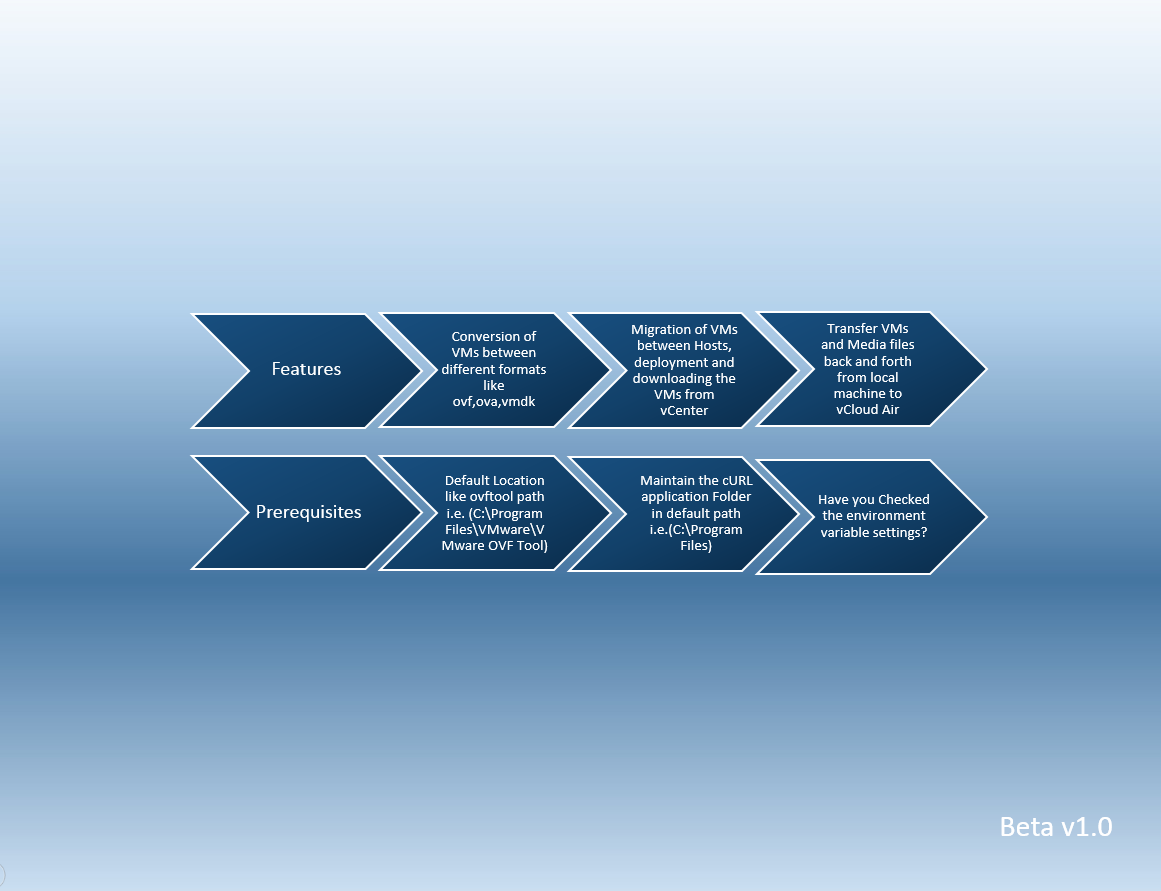 Features
Conversion of
VMs between
different formats
like
ovf,ova,vmdk
Migration of VMs
between Hosts,
deployment and
downloading the
VMs from
vCenter
Transfer VMs
and Media files
back and forth
from local
machine to
vCloud Air
Prerequisites
Default Location
like ovftool path
i.e. (C:\Program
Files\VMware\V
Mware OVF Tool)
Maintain the cURL
application Folder
in default path
i.e.(C:\Program
Files)
Have you Checked
the environment
variable settings?
Beta v1.0